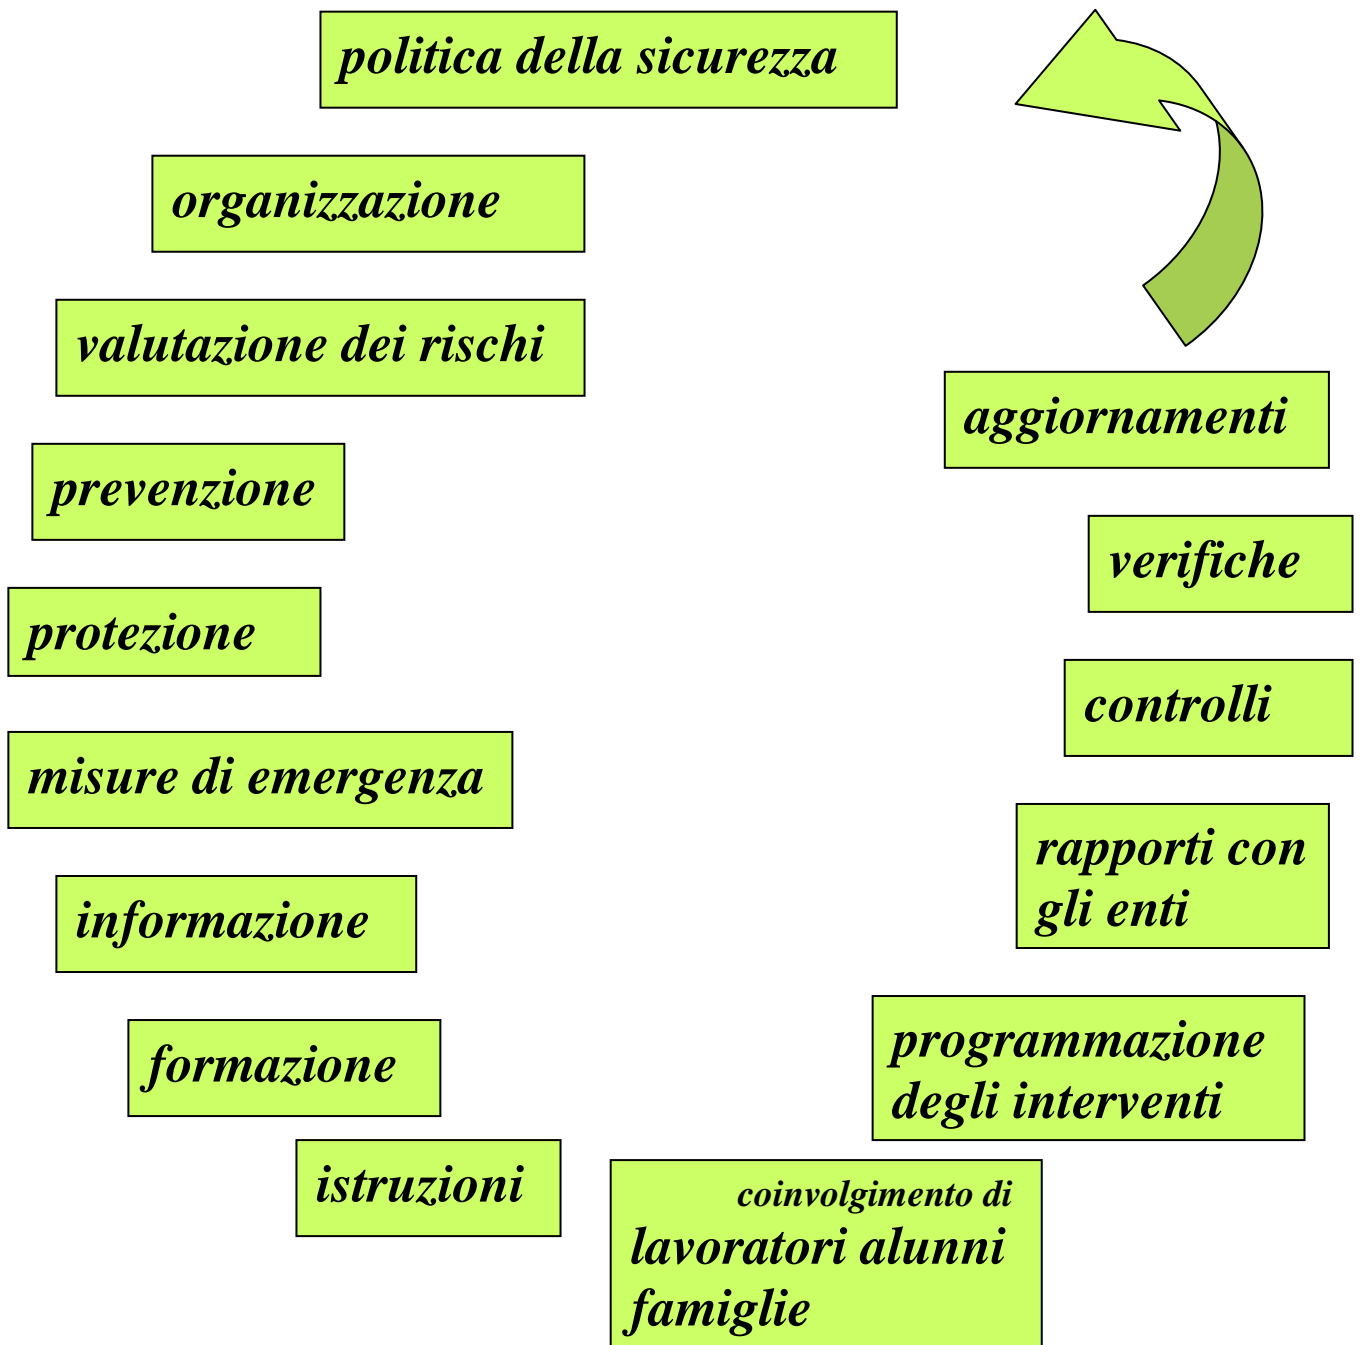 politica della sicurezza
organizzazione
valutazione dei rischi
prevenzione
protezione
misure di emergenza
informazione
formazione
istruzioni
coinvolgimento di
lavoratori alunni
famiglie
programmazione
degli interventi
rapporti con
gli enti
controlli
verifiche
aggiornamenti